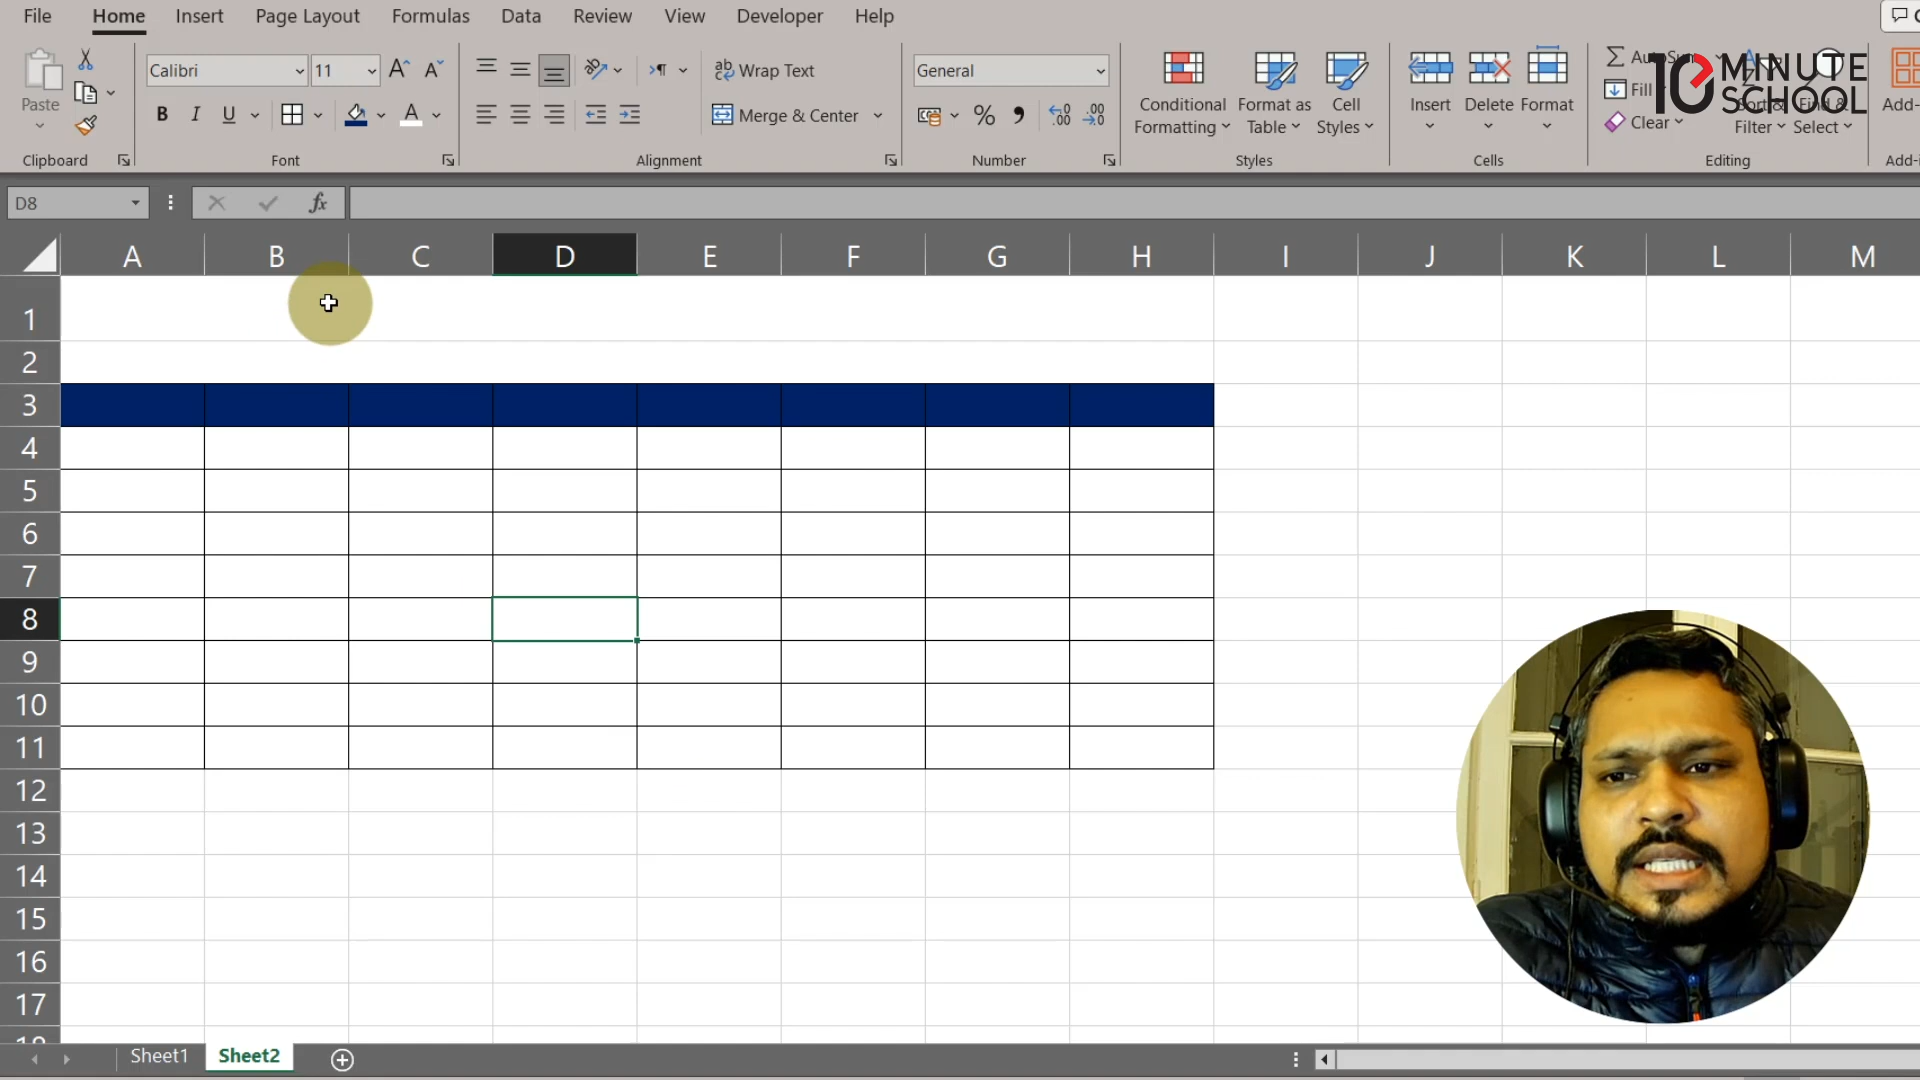 File Home Insert Page Layout Formulas Data Review View Developer Help
Calibri 11 Wrap Text General AutoSum
10 MINUTE SCHOOL
Paste B I U Merge & Center % Conditional Formatting Format as Table Cell Styles Insert Delete Format Fill Clear Sort & Filter Find & Select Add-
Clipboard Font Alignment Number Styles Cells Editing Add-i
D8 fx
A B C D E F G H I J K L M
1
2
3
4
5
6
7
8
9
10
11
12
13
14
15
16
17
18
Sheet1 Sheet2